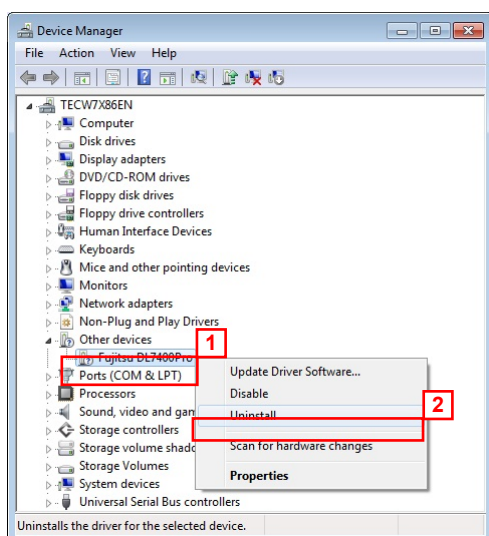 Device Manager
File Action View Help
TECW7X86EN
Computer
Disk drives
Display adapters
DVD/CD-ROM drives
Floppy disk drives
Floppy drive controllers
Human Interface Devices
Keyboards
Mice and other pointing devices
Monitors
Network adapters
Non-Plug and Play Drivers
Other devices
1
Fujitsu DL7400Pro
Ports (COM & LPT)
Processors
Sound, video and gam
Storage controllers
Storage volume shado
Storage Volumes
System devices
Universal Serial Bus controllers
Update Driver Software...
Disable
Uninstall
2
Scan for hardware changes
Properties
Uninstalls the driver for the selected device.